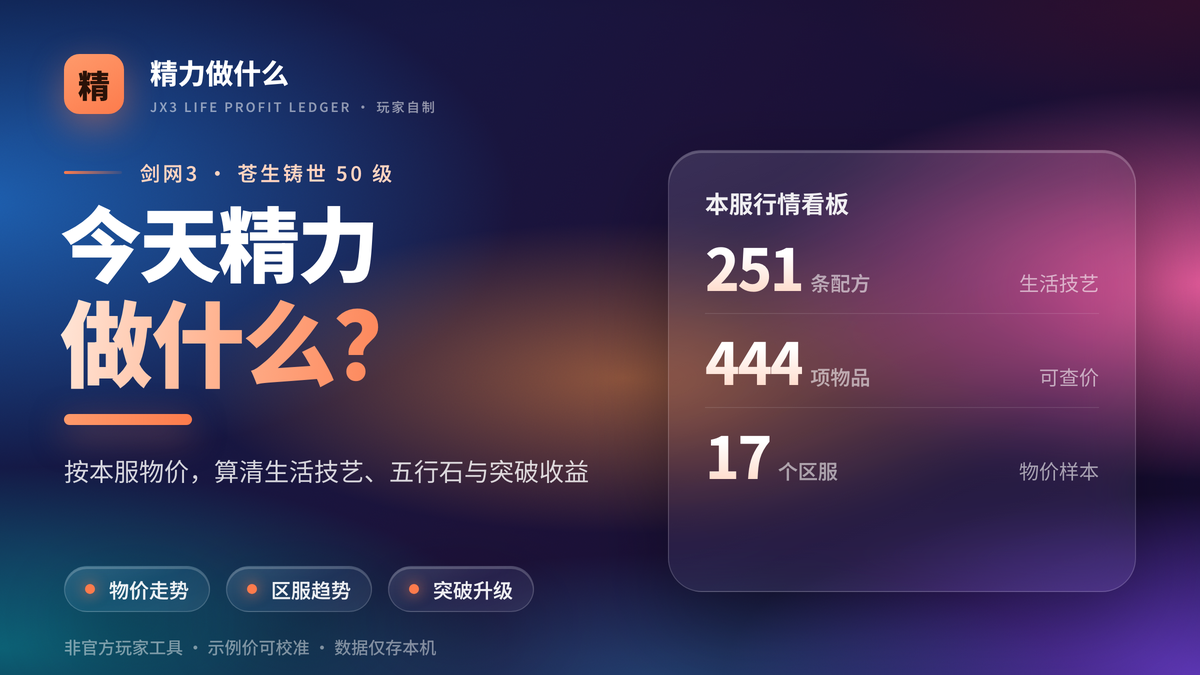 精
精力做什么
JX3 LIFE PROFIT LEDGER · 玩家自制
剑网3 · 苍生铸世 50 级
今天精力
做什么?
按本服物价，算清生活技艺、五行石与突破收益
物价走势
区服趋势
突破升级
非官方玩家工具 · 示例价可校准 · 数据仅存本机
本服行情看板
251 条配方 生活技艺
444 项物品 可查价
17 个区服 物价样本